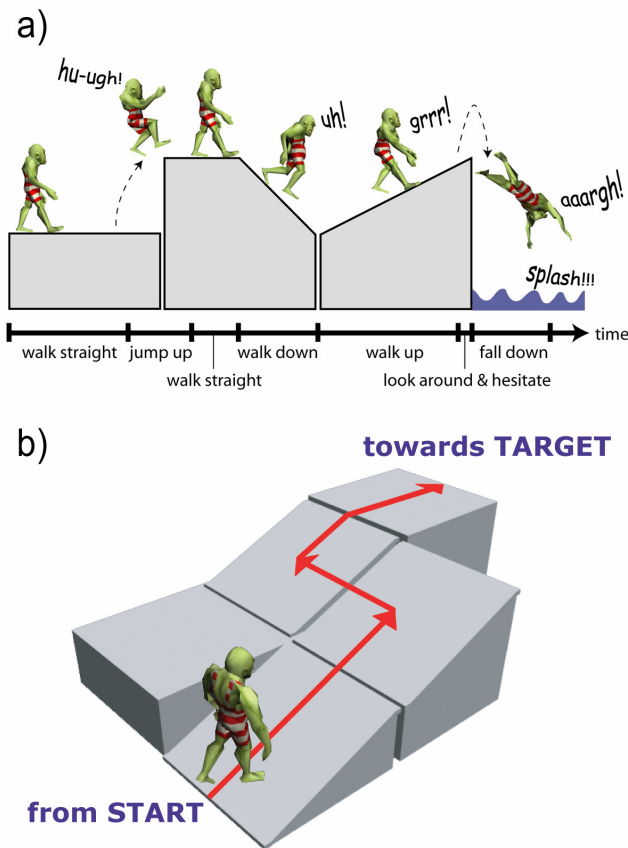 a)
hu-ugh!
uh!
grrr!
aaargh!
splash!!!
time
walk straight
jump up
walk down
walk up
fall down
walk straight
look around & hesitate
b)
towards TARGET
from START